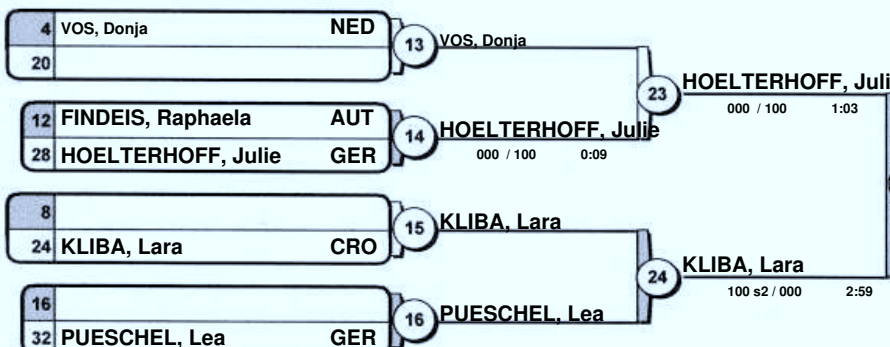 4 VOS, Donja NED
20
13 VOS, Donja
12 FINDEIS, Raphaela AUT
28 HOELTERHOFF, Julie GER
14 HOELTERHOFF, Julie
000 / 100 0:09
23 HOELTERHOFF, Juli
000 / 100 1:03
8
24 KLIBA, Lara CRO
15 KLIBA, Lara
16
32 PUESCHEL, Lea GER
16 PUESCHEL, Lea
24 KLIBA, Lara
100 s2 / 000 2:59